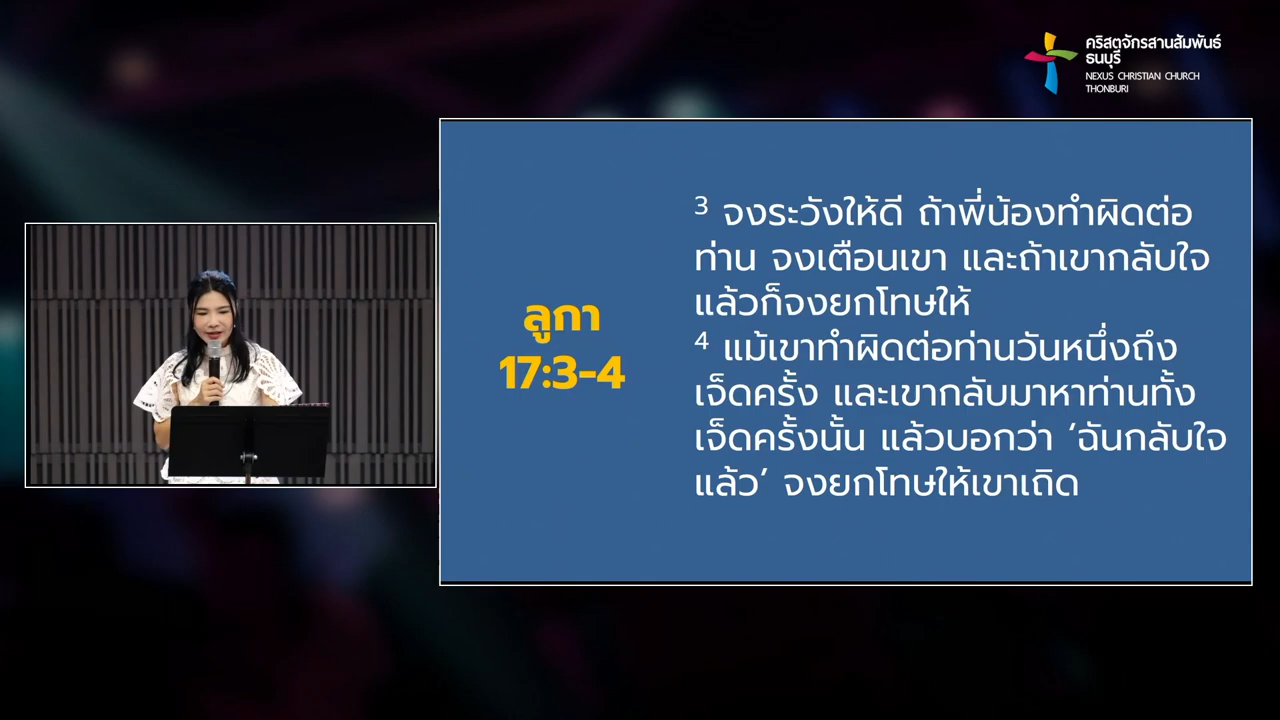 คริสตจักรสานสัมพันธ์
ธนบุรี
NEXUS CHRISTIAN CHURCH
THONBURI
ลูกา
17:3-4
3 จงระวังให้ดี ถ้าพี่น้องทำผิดต่อ
ท่าน จงเตือนเขา และถ้าเขากลับใจ
แล้วก็จงยกโทษให้
4 แม้เขาทำผิดต่อท่านวันหนึ่งถึง
เจ็ดครั้ง และเขากลับมาหาท่านทั้ง
เจ็ดครั้งนั้น แล้วบอกว่า ‘ฉันกลับใจ
แล้ว’ จงยกโทษให้เขาเถิด